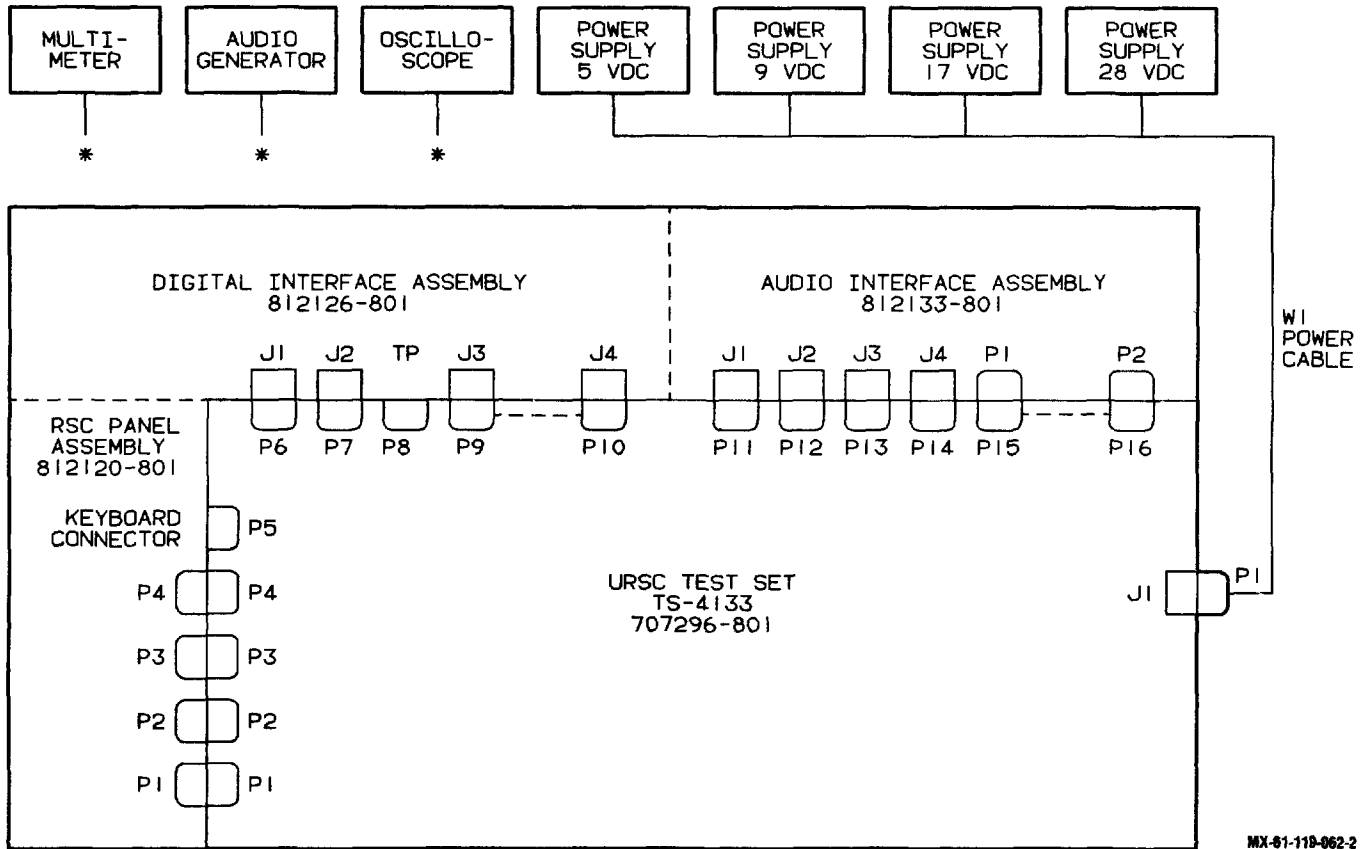 MULTI-
METER
AUDIO
GENERATOR
OSCILLO-
SCOPE
POWER
SUPPLY
5 VDC
POWER
SUPPLY
9 VDC
POWER
SUPPLY
17 VDC
POWER
SUPPLY
28 VDC
*
*
*
DIGITAL INTERFACE ASSEMBLY
812126-801
AUDIO INTERFACE ASSEMBLY
812133-801
W1
POWER
CABLE
J1 J2 TP J3 J4 J1 J2 J3 J4 P1 P2
P6 P7 P8 P9 P10 P11 P12 P13 P14 P15 P16
RSC PANEL
ASSEMBLY
812120-801
KEYBOARD
CONNECTOR
P5
P4 P4
P3 P3
P2 P2
P1 P1
URSC TEST SET
TS-4133
707296-801
J1 P1
MX-61-119-062-2